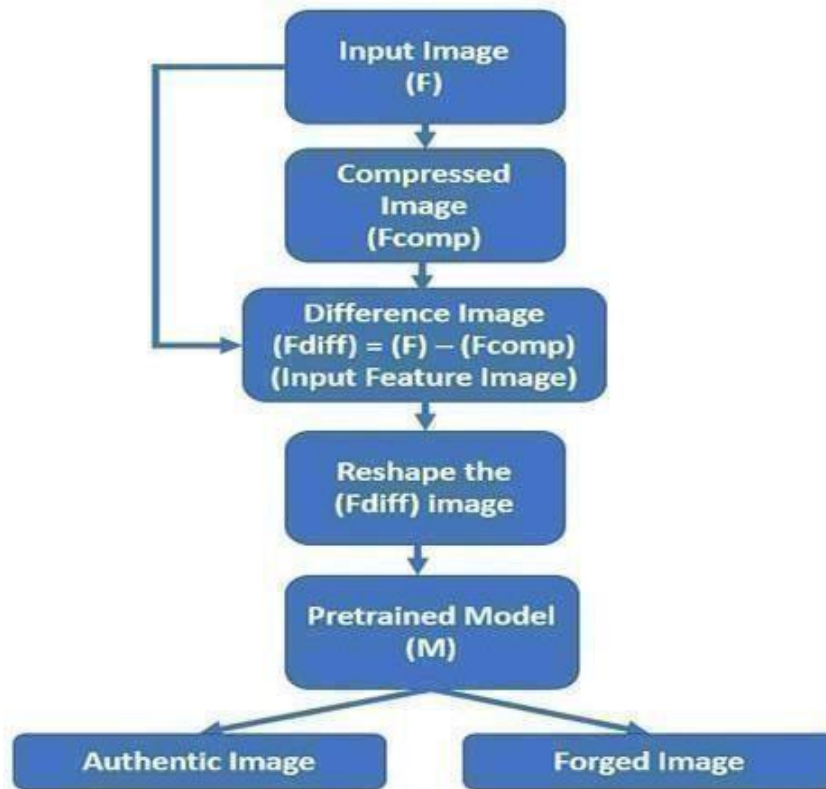 Input Image
(F)
Compressed
Image
(Fcomp)
Difference Image
(Fdiff) = (F) – (Fcomp)
(Input Feature Image)
Reshape the
(Fdiff) image
Pretrained Model
(M)
Authentic Image
Forged Image